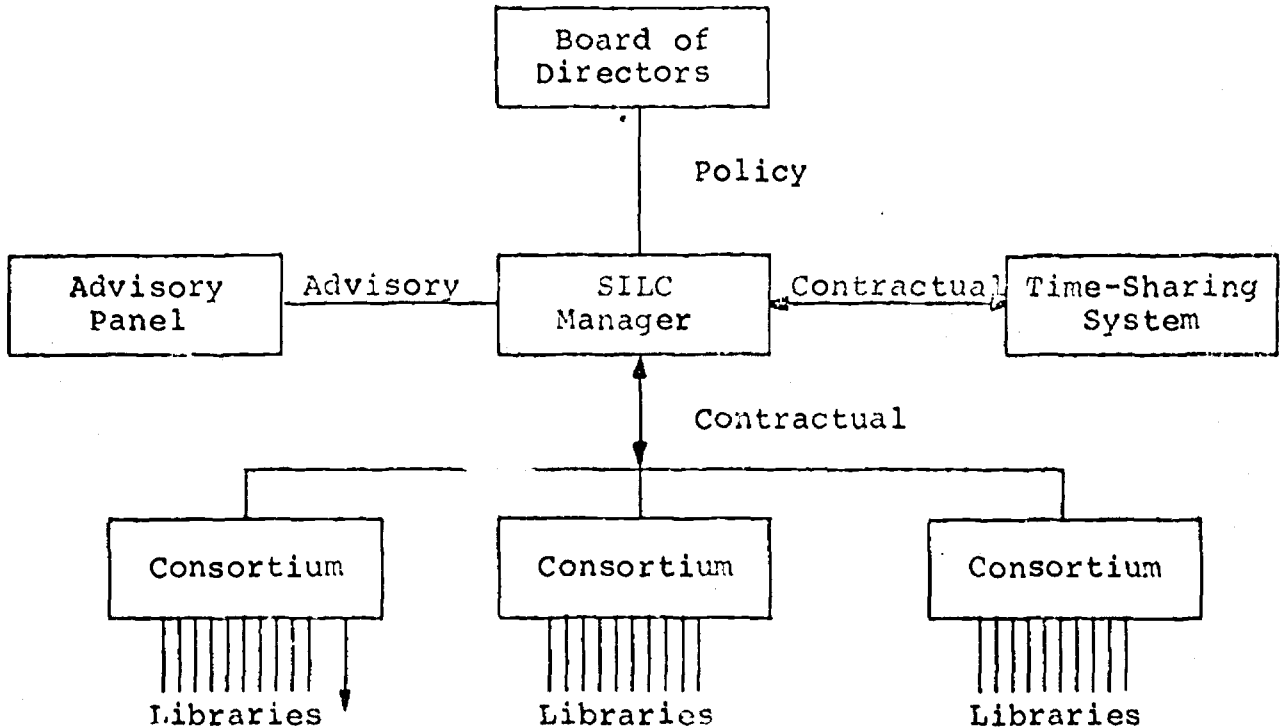 Board of
Directors
Policy
Advisory
Panel
Advisory
SILC
Manager
Contractual
Time-Sharing
System
Contractual
Consortium
Consortium
Consortium
Libraries
Libraries
Libraries